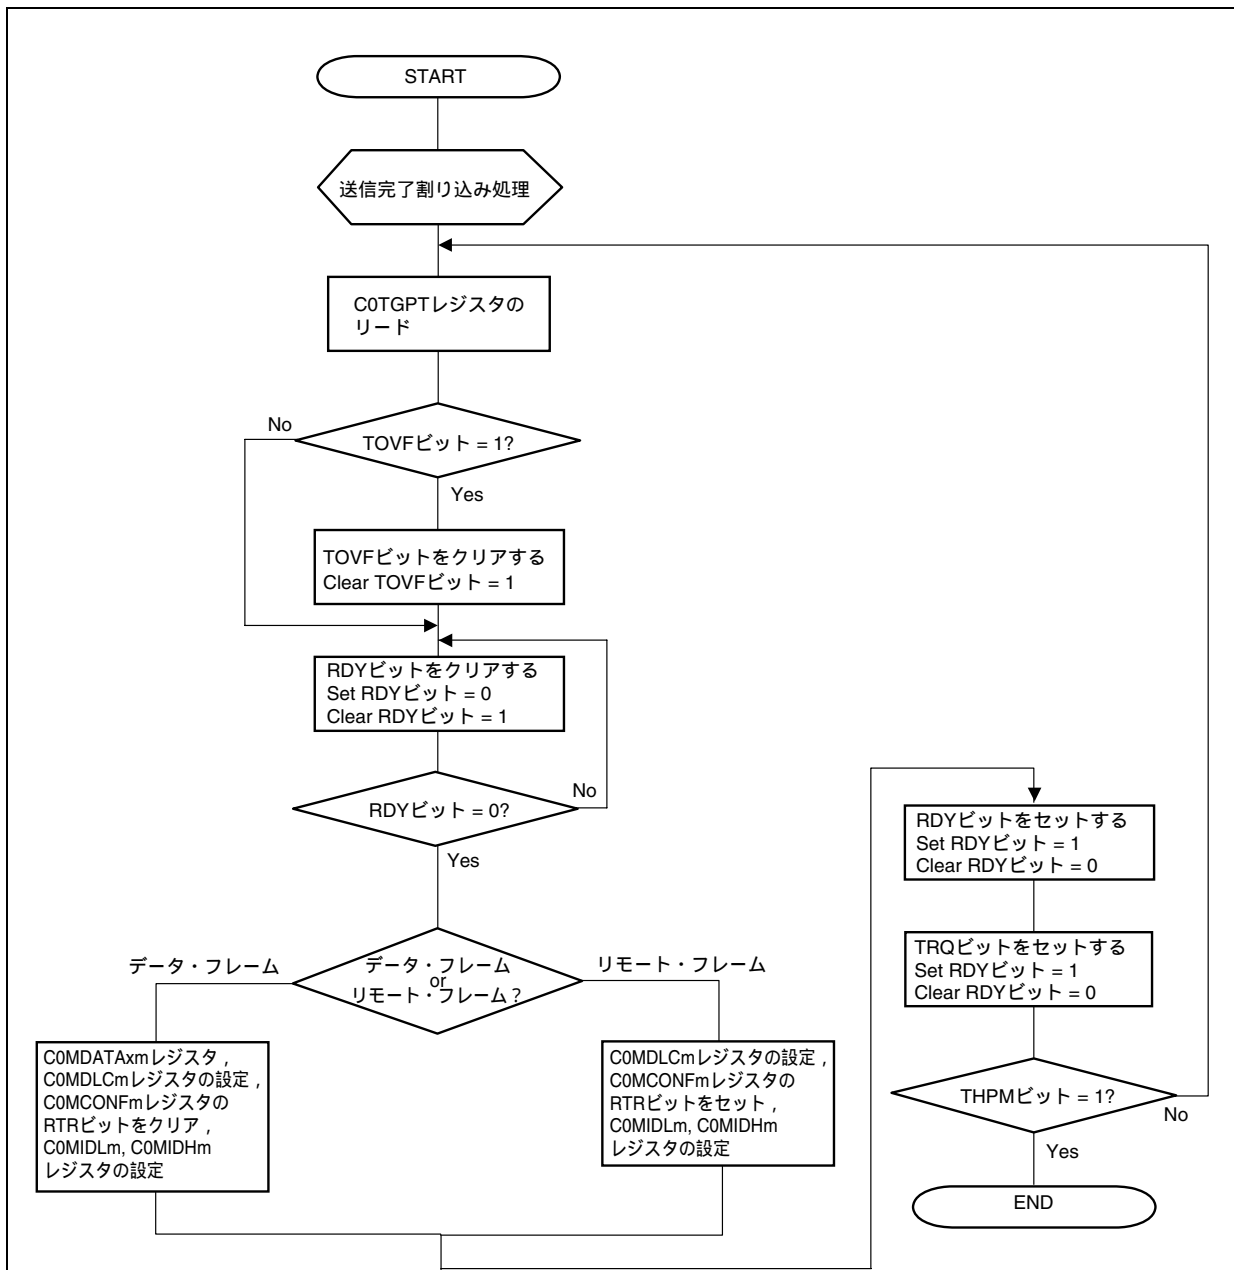 START
送信完了割り込み処理
C0TGPTレジスタの
リード
No
TOVFビット = 1?
Yes
TOVFビットをクリアする
Clear TOVFビット = 1
RDYビットをクリアする
Set RDYビット = 0
Clear RDYビット = 1
RDYビット = 0?
No
Yes
データ・フレーム
データ・フレーム
or
リモート・フレーム?
リモート・フレーム
C0MDATAxmレジスタ,
C0MDLCmレジスタの設定,
C0MCONFmレジスタの
RTRビットをクリア,
C0MIDLm, C0MIDHm
レジスタの設定
C0MDLCmレジスタの設定,
C0MCONFmレジスタの
RTRビットをセット,
C0MIDLm, C0MIDHm
レジスタの設定
RDYビットをセットする
Set RDYビット = 1
Clear RDYビット = 0
TRQビットをセットする
Set RDYビット = 1
Clear RDYビット = 0
THPMビット = 1?
No
Yes
END